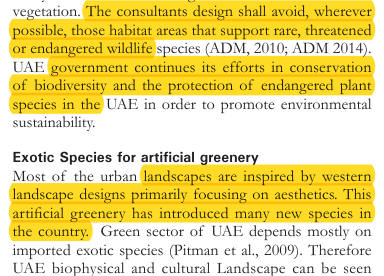 vegetation. The consultants design shall avoid, wherever
possible, those habitat areas that support rare, threatened
or endangered wildlife species (ADM, 2010; ADM 2014).
UAE government continues its efforts in conservation
of biodiversity and the protection of endangered plant
species in the UAE in order to promote environmental
sustainability.
Exotic Species for artificial greenery
Most of the urban landscapes are inspired by western
landscape designs primarily focusing on aesthetics. This
artificial greenery has introduced many new species in
the country. Green sector of UAE depends mostly on
imported exotic species (Pitman et al., 2009). Therefore
UAE biophysical and cultural Landscape can be seen